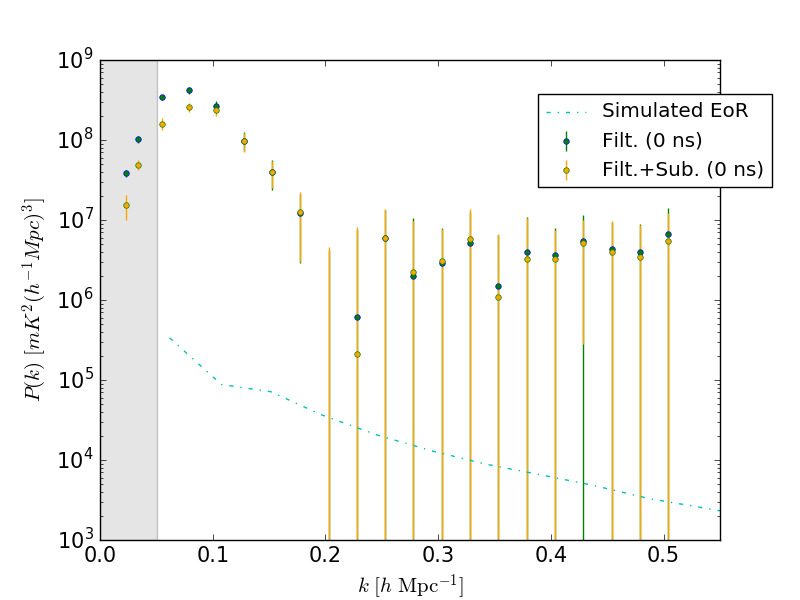 10^9
10^8
10^7
10^6
10^5
10^4
10^3
P(k) [mK^2(h^{-1}Mpc)^3]
Simulated EoR
Filt. (0 ns)
Filt.+Sub. (0 ns)
0.0 0.1 0.2 0.3 0.4 0.5
k [h Mpc^{-1}]